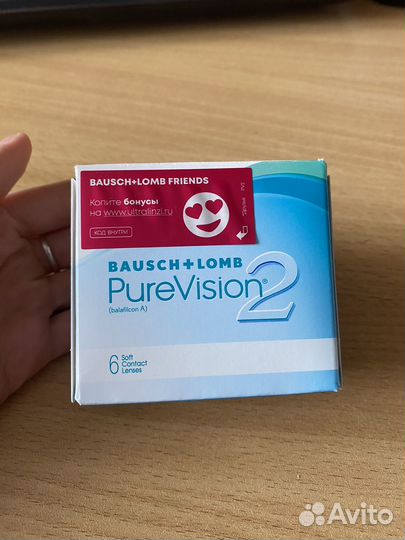 BAUSCH+LOMB FRIENDS
Копите бонусы
на www.ultralinzi.ru
КОД ВНУТРИ
BAUSCH+LOMB
PureVision® 2
(balafilcon A)
6 Soft
Contact
Lenses
Avito